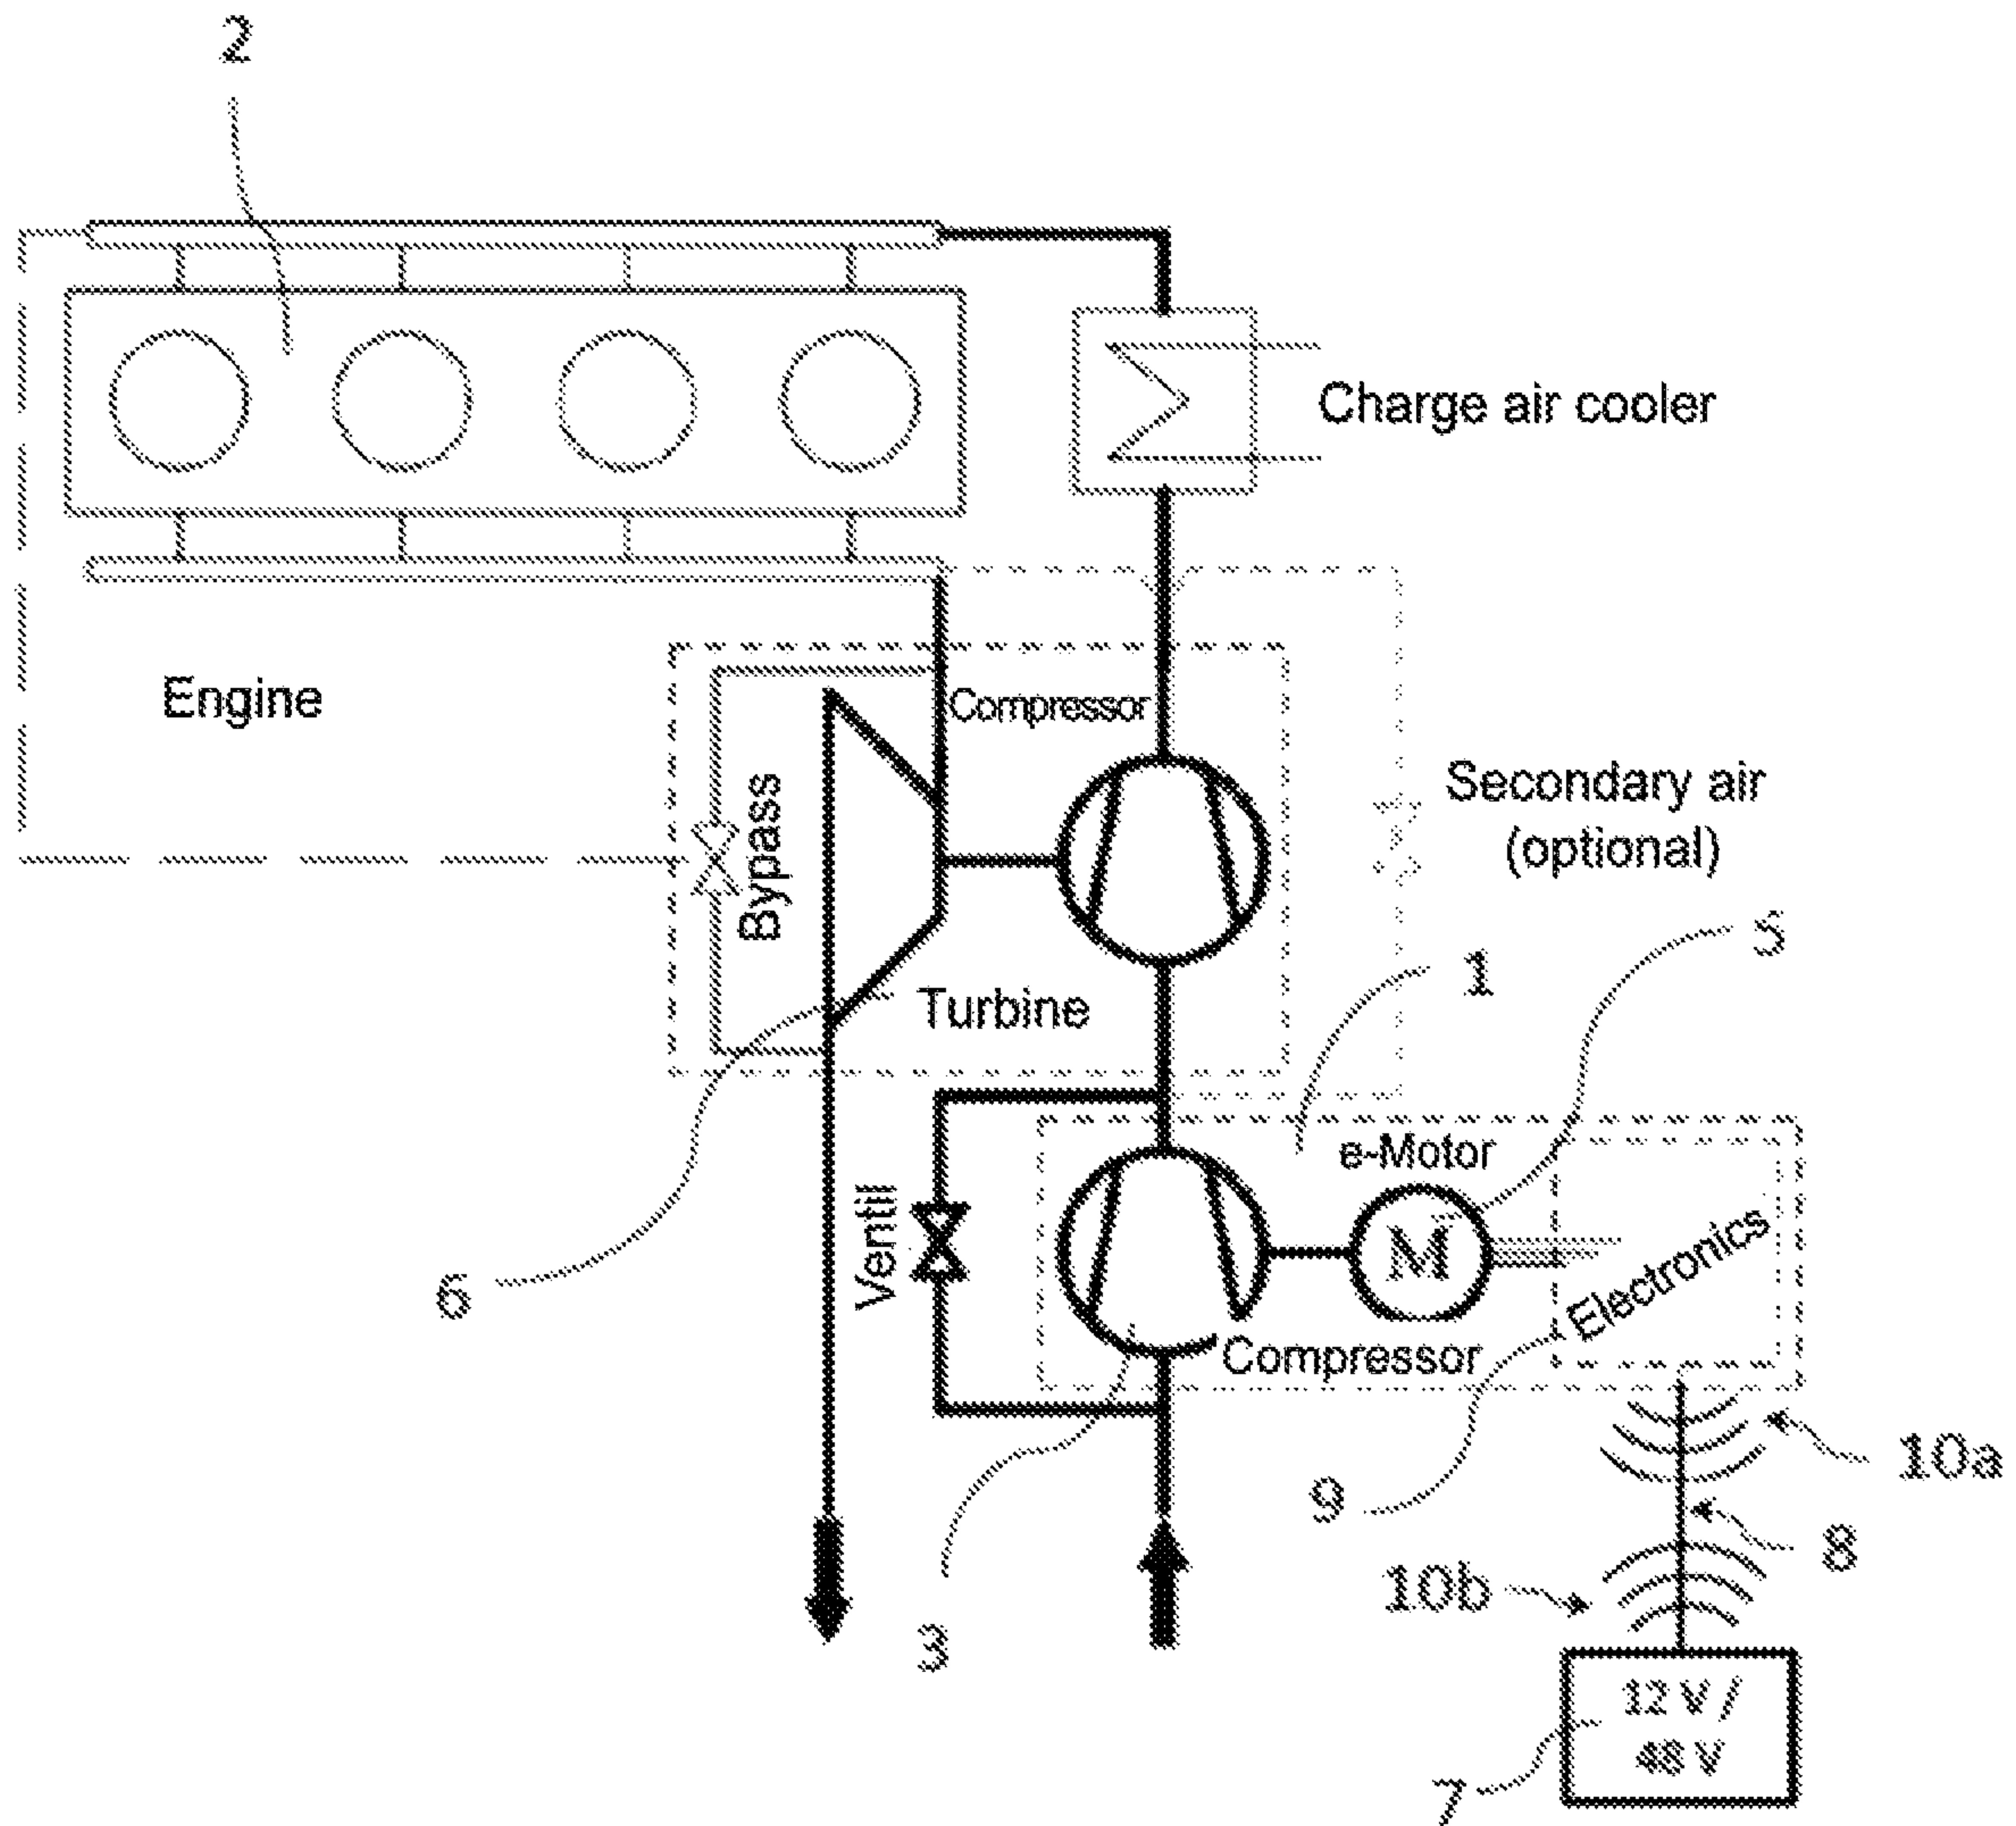 2
Charge air cooler
Engine
Compressor
Bypass
Secondary air
(optional)
5
1
Turbine
e-Motor
Ventil
M
Electronics
6
Compressor
10a
9
8
10b
3
12 V /
48 V
7